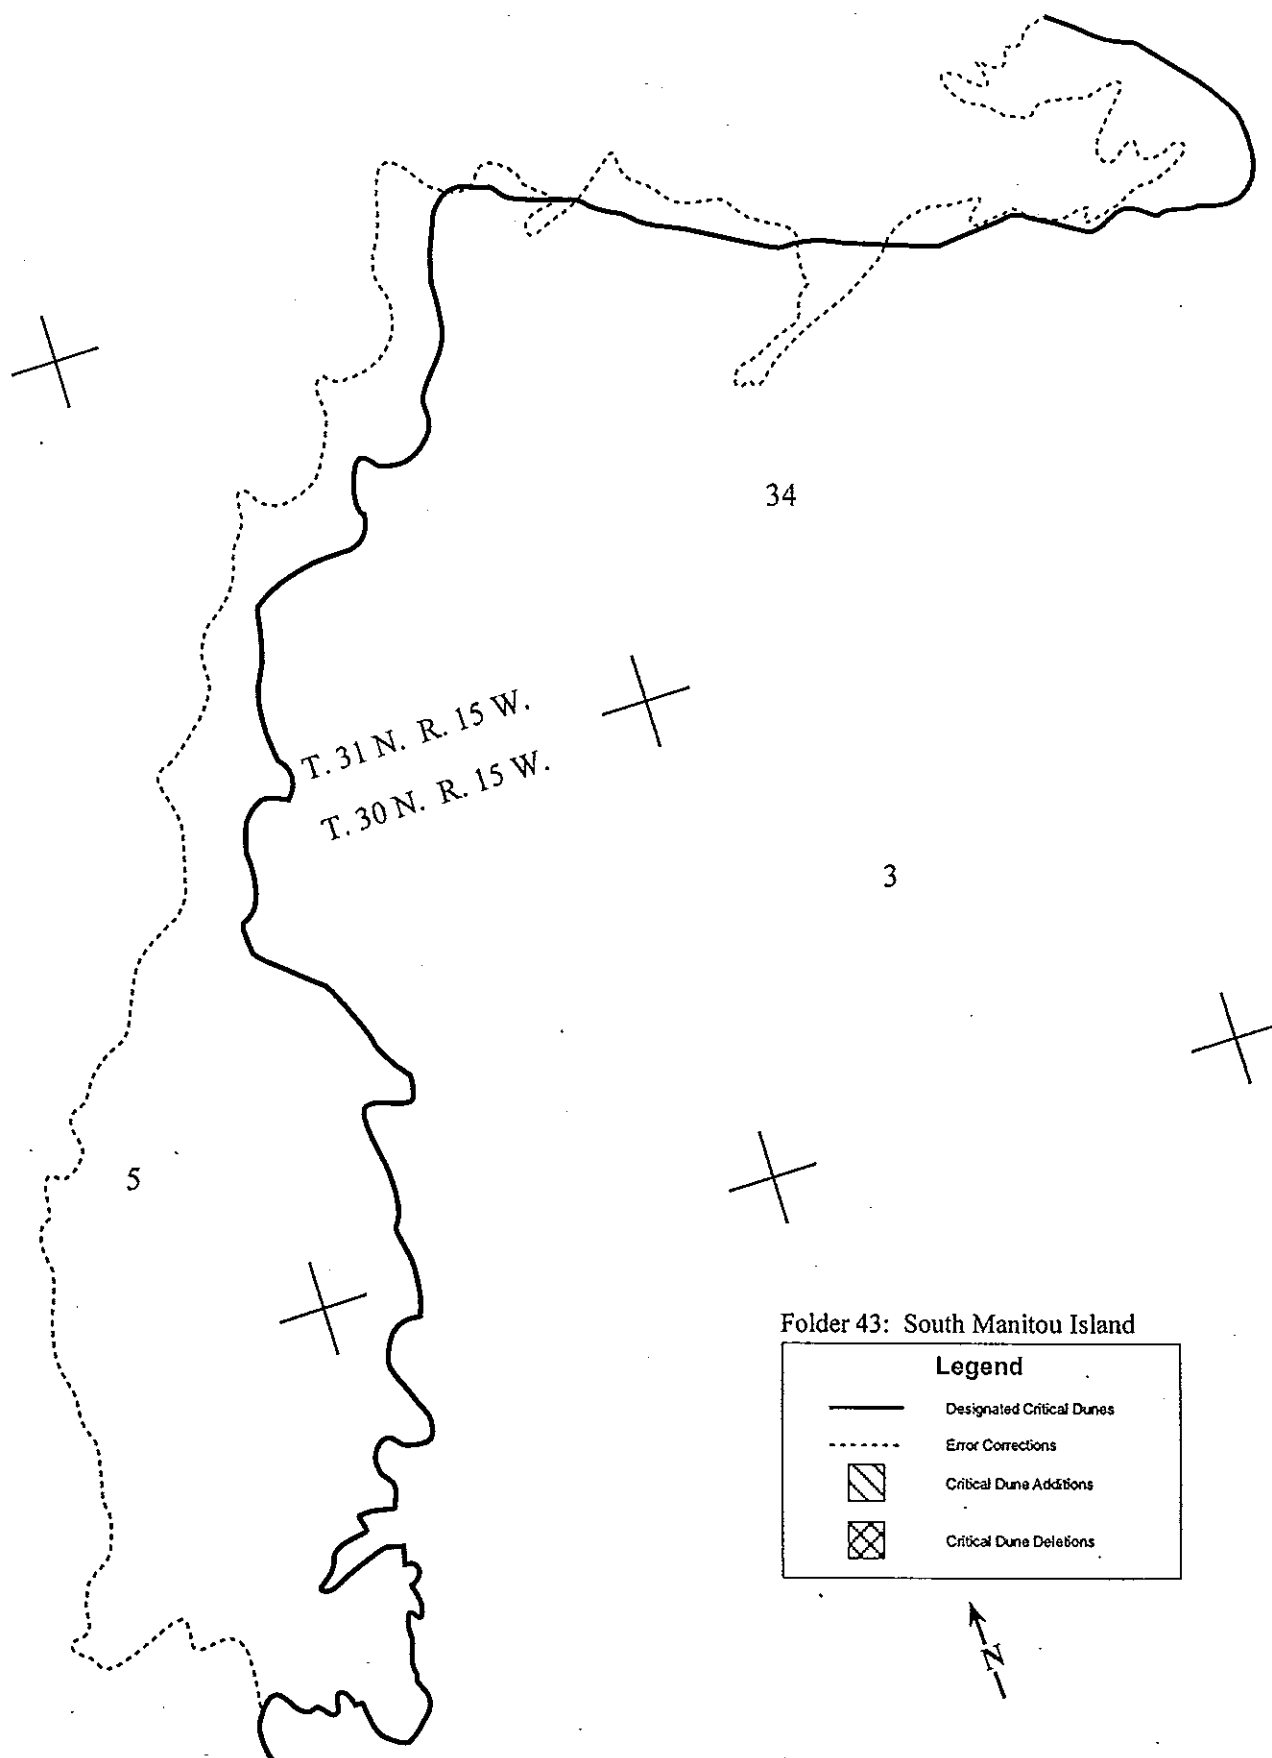 34
T. 31 N. R. 15 W.
T. 30 N. R. 15 W.
3
5
Folder 43: South Manitou Island
Legend
Designated Critical Dunes
Error Corrections
Critical Dune Additions
Critical Dune Deletions
N